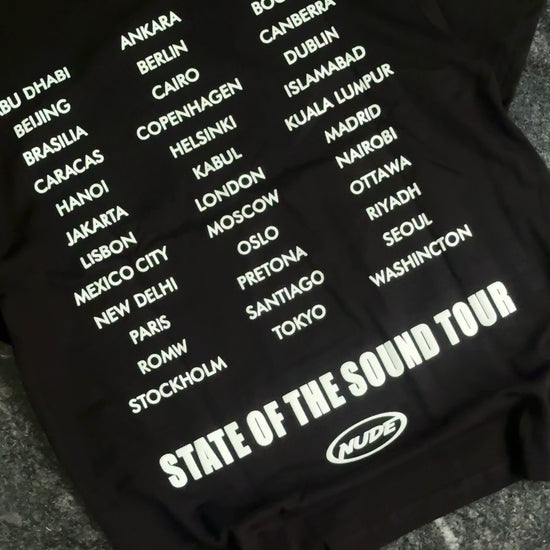 BU DHABI ANKARA BOG
BEIJING BERLIN CANBERRA
BRASILIA CAIRO DUBLIN
CARACAS COPENHAGEN ISLAMABAD
HANOI HELSINKI KUALA LUMPUR
JAKARTA KABUL MADRID
LISBON LONDON NAIROBI
MEXICO CITY MOSCOW OTTAWA
NEW DELHI OSLO RIYADH
PARIS PRETONA SEOUL
ROMW SANTIAGO WASHINCTON
STOCKHOLM TOKYO
STATE OF THE SOUND TOUR
NUDE